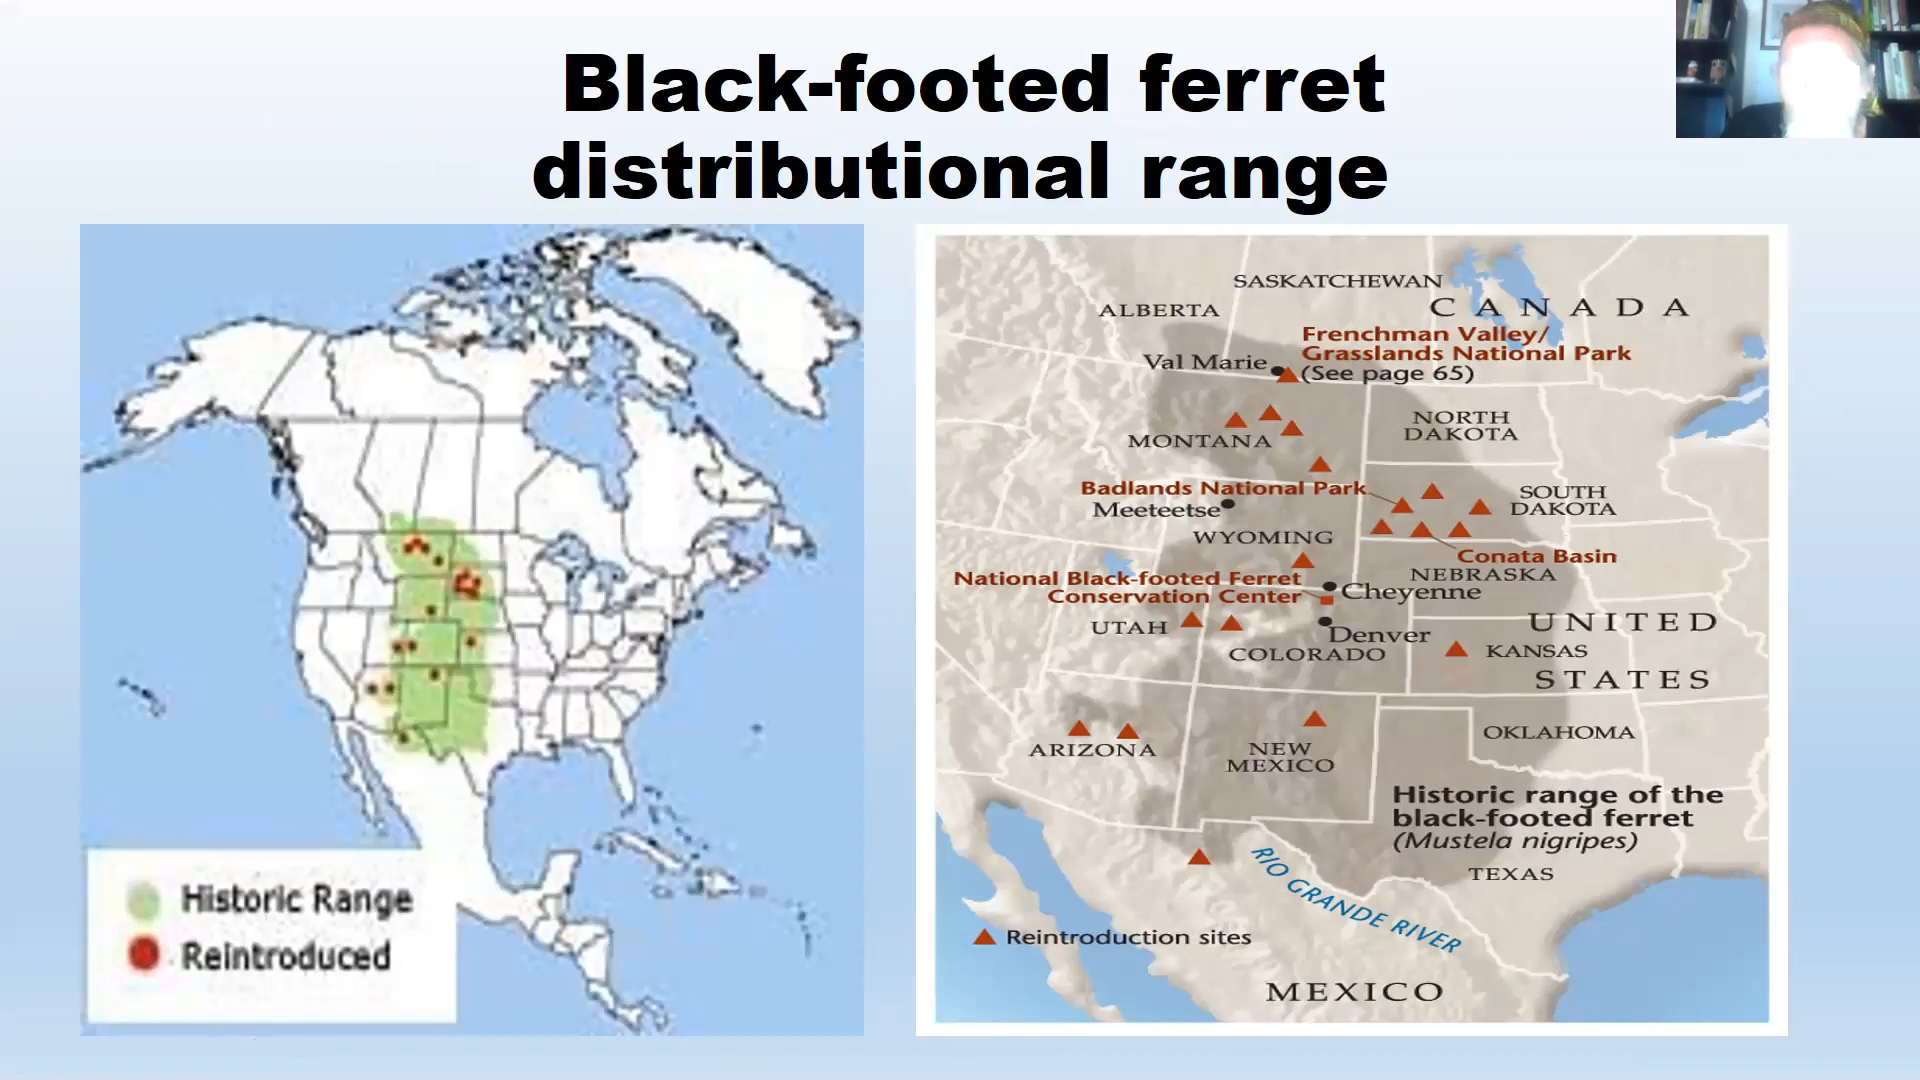 Black-footed ferret
distributional range
Historic Range
Reintroduced
SASKATCHEWAN
CANADA
ALBERTA
Frenchman Valley/
Grasslands National Park
(See page 65)
Val Marie
NORTH
DAKOTA
MONTANA
Badlands National Park
Meeteetse
SOUTH
DAKOTA
WYOMING
Conata Basin
NEBRASKA
National Black-footed Ferret
Conservation Center
Cheyenne
UTAH
Denver
COLORADO
UNITED
STATES
KANSAS
ARIZONA
NEW
MEXICO
OKLAHOMA
Historic range of the
black-footed ferret
(Mustela nigripes)
TEXAS
RIO GRANDE RIVER
Reintroduction sites
MEXICO